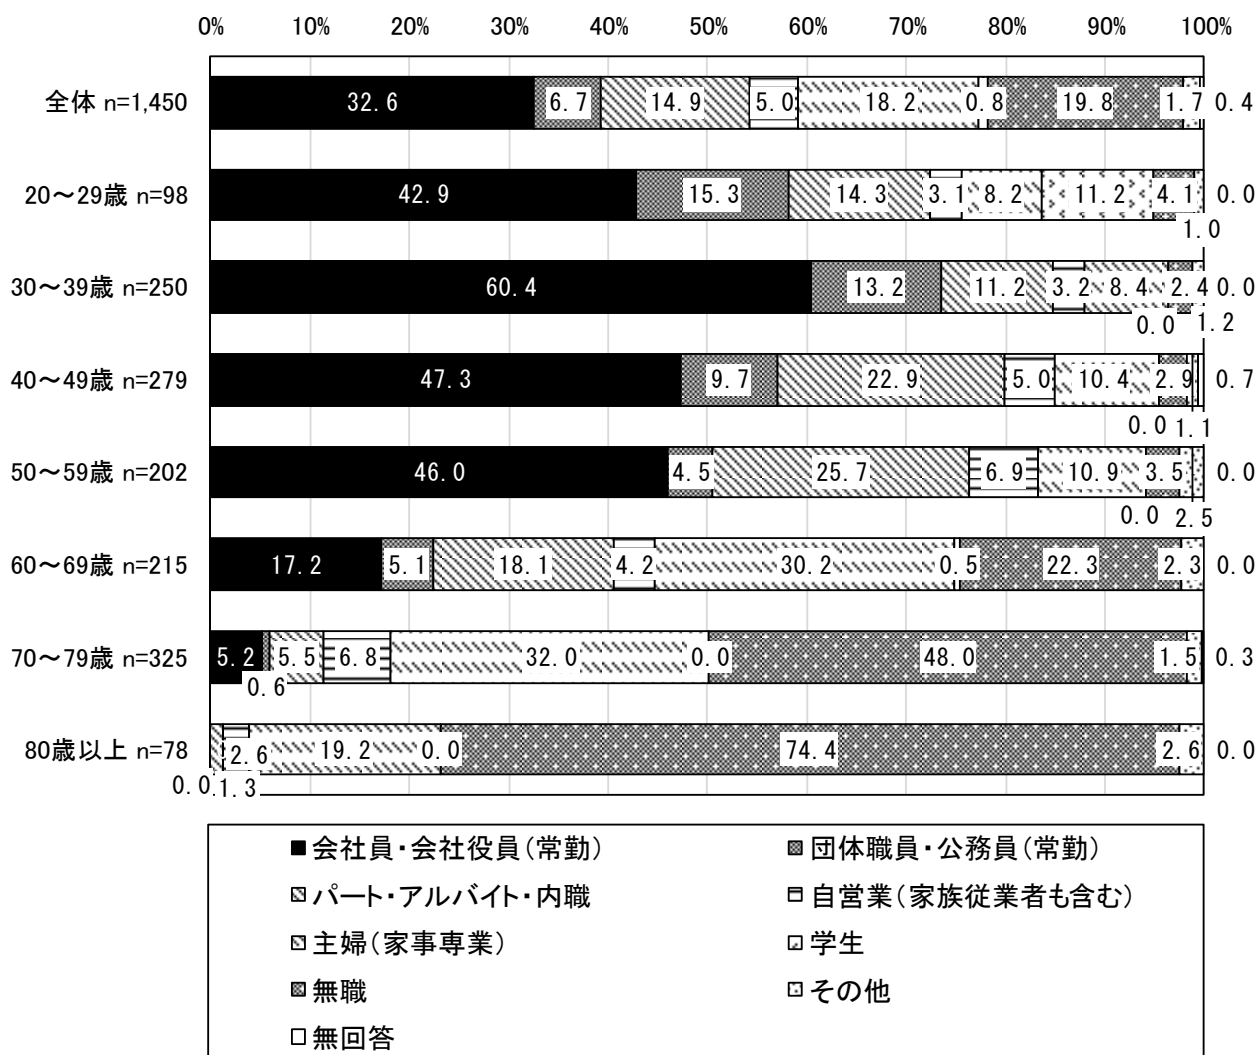 0% 10% 20% 30% 40% 50% 60% 70% 80% 90% 100%
全体 n=1,450 32.6 6.7 14.9 5.0 18.2 0.8 19.8 1.7 0.4
20～29歳 n=98 42.9 15.3 14.3 3.1 8.2 11.2 4.1 0.0
1.0
30～39歳 n=250 60.4 13.2 11.2 3.2 8.4 2.4 0.0
0.0 1.2
40～49歳 n=279 47.3 9.7 22.9 5.0 10.4 2.9 0.7
0.0 1.1
50～59歳 n=202 46.0 4.5 25.7 6.9 10.9 3.5 0.0
0.0 2.5
60～69歳 n=215 17.2 5.1 18.1 4.2 30.2 0.5 22.3 2.3 0.0
70～79歳 n=325 5.2 5.5 6.8 32.0 0.0 48.0 1.5 0.3
0.6
80歳以上 n=78 2.6 19.2 0.0 74.4 2.6 0.0
0.0 1.3
会社員・会社役員（常勤） 団体職員・公務員（常勤）
パート・アルバイト・内職 自営業（家族従業者も含む）
主婦（家事専業） 学生
無職 その他
無回答